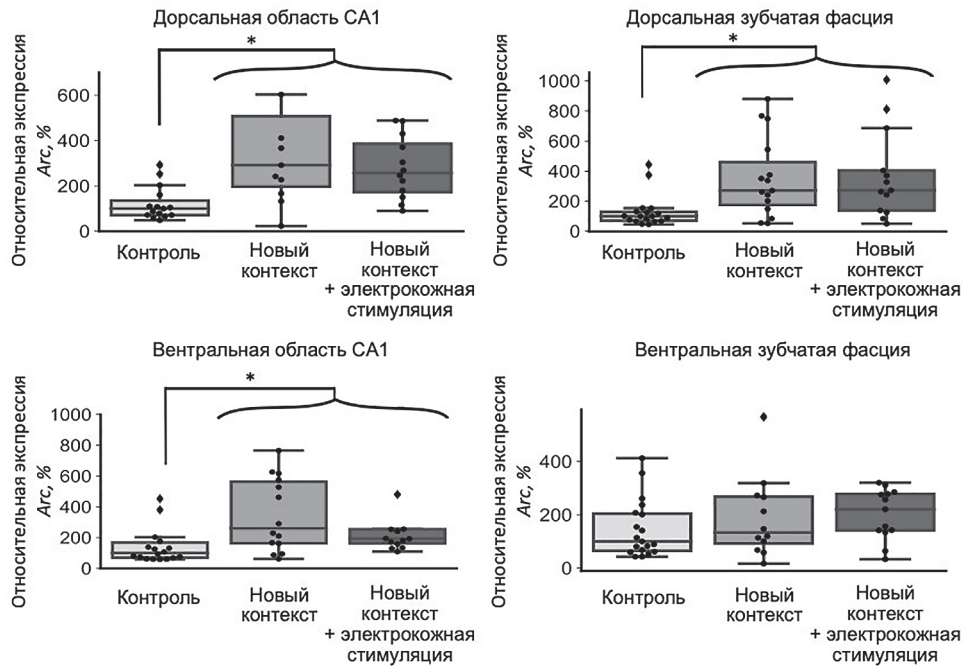 Дорсальная область СА1
*
Относительная экспрессия
Arc, %
600
400
200
0
Контроль
Новый
контекст
Новый
контекст
+ электрокожная
стимуляция
Дорсальная зубчатая фасция
*
Относительная экспрессия
Arc, %
1000
800
600
400
200
0
Контроль
Новый
контекст
Новый
контекст
+ электрокожная
стимуляция
Вентральная область СА1
*
Относительная экспрессия
Arc, %
1000
800
600
400
200
0
Контроль
Новый
контекст
Новый
контекст
+ электрокожная
стимуляция
Вентральная зубчатая фасция
Относительная экспрессия
Arc, %
400
200
0
Контроль
Новый
контекст
Новый
контекст
+ электрокожная
стимуляция